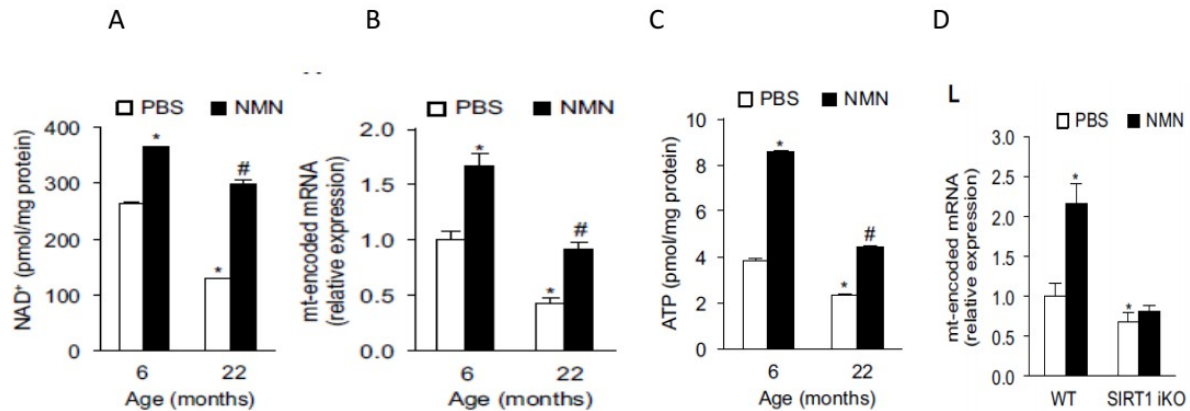 A
B
C
D
L
PBS NMN
NAD⁺ (pmol/mg protein)
400
300
200
100
0
*
*
#
6 22
Age (months)
PBS NMN
mt-encoded mRNA
(relative expression)
2.0
1.5
1.0
0.5
0.0
*
*
#
6 22
Age (months)
PBS NMN
ATP (pmol/mg protein)
10
8
6
4
2
0
*
*
#
6 22
Age (months)
PBS NMN
mt-encoded mRNA
(relative expression)
3.0
2.5
2.0
1.5
1.0
0.5
0.0
*
*
WT SIRT1 iKO